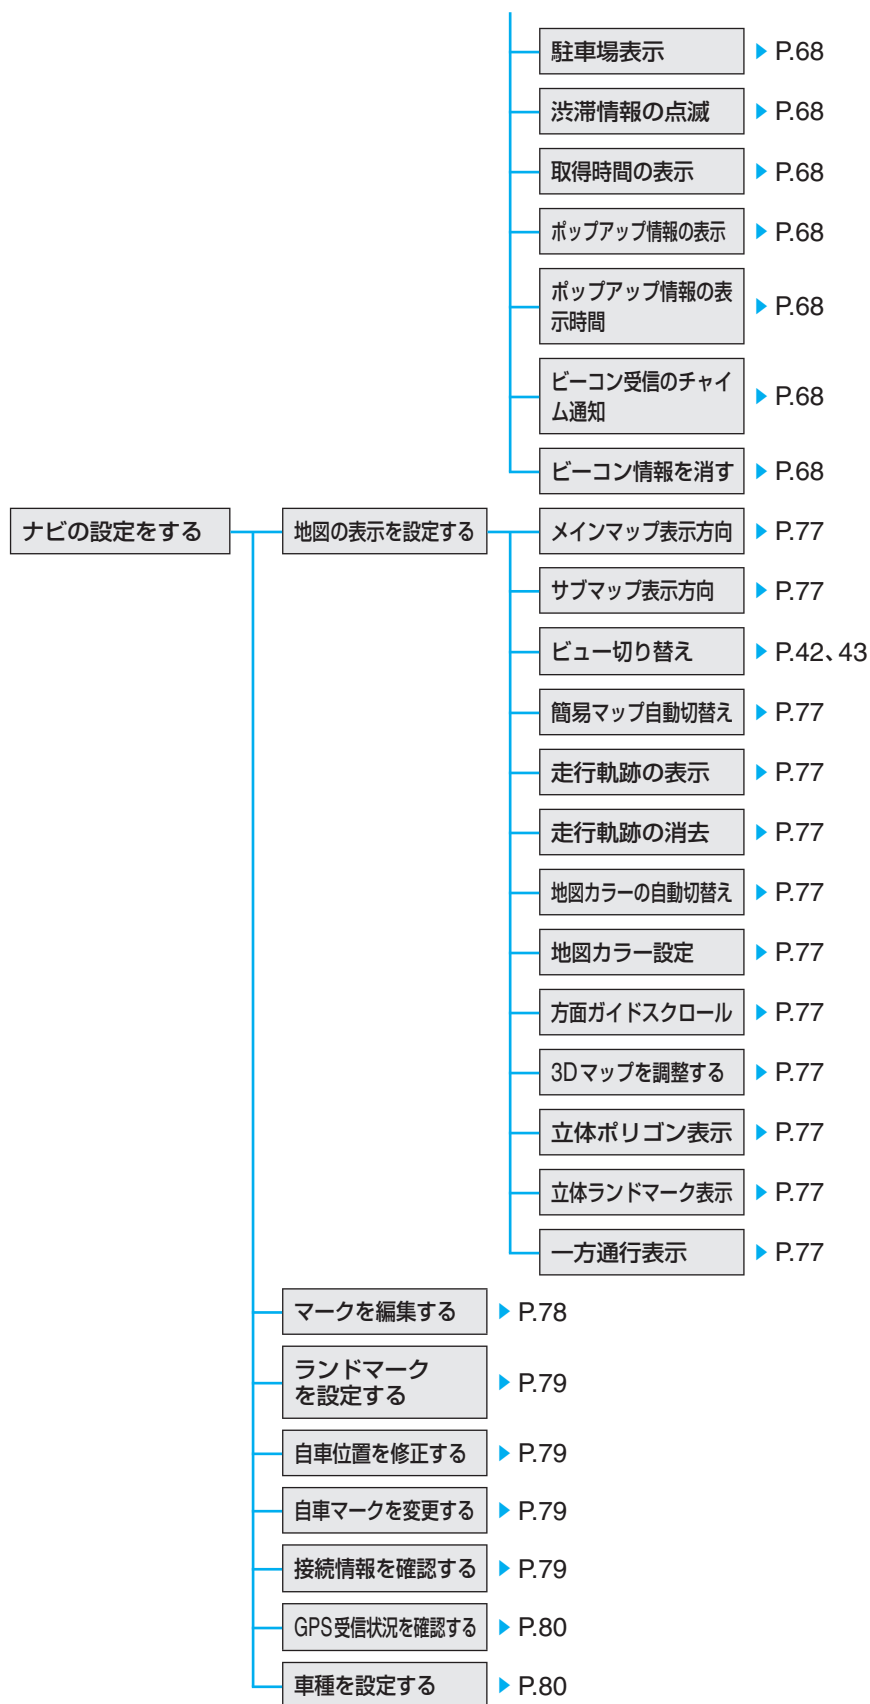 駐車場表示 ▶ P.68
渋滞情報の点滅 ▶ P.68
取得時間の表示 ▶ P.68
ポップアップ情報の表示 ▶ P.68
ポップアップ情報の表
示時間 ▶ P.68
ビーコン受信のチャイ
ム通知 ▶ P.68
ビーコン情報を消す ▶ P.68
ナビの設定をする 地図の表示を設定する メインマップ表示方向 ▶ P.77
サブマップ表示方向 ▶ P.77
ビュー切り替え ▶ P.42、43
簡易マップ自動切替え ▶ P.77
走行軌跡の表示 ▶ P.77
走行軌跡の消去 ▶ P.77
地図カラーの自動切替え ▶ P.77
地図カラー設定 ▶ P.77
方面ガイドスクロール ▶ P.77
3Dマップを調整する ▶ P.77
立体ポリゴン表示 ▶ P.77
立体ランドマーク表示 ▶ P.77
一方通行表示 ▶ P.77
マークを編集する ▶ P.78
ランドマーク
を設定する ▶ P.79
自車位置を修正する ▶ P.79
自車マークを変更する ▶ P.79
接続情報を確認する ▶ P.79
GPS受信状況を確認する ▶ P.80
車種を設定する ▶ P.80